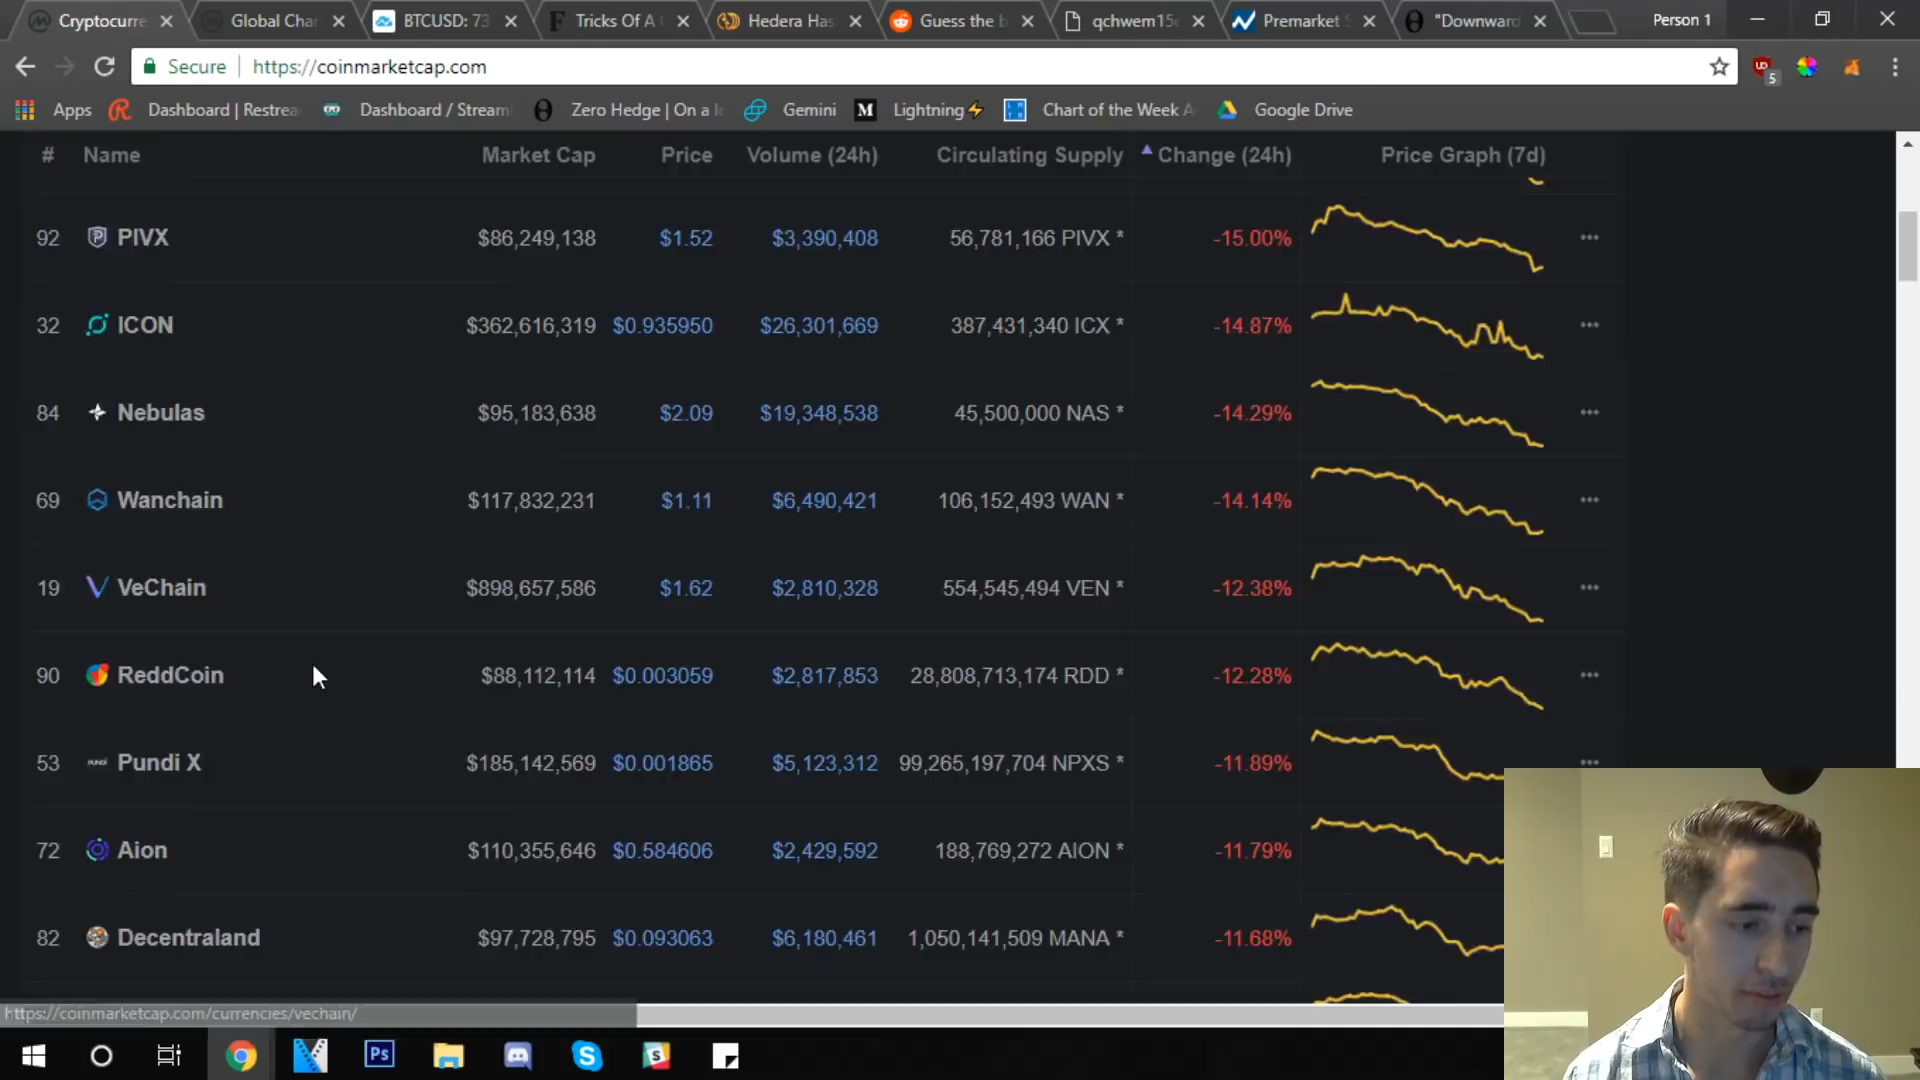 Cryptocurre
Global Char
BTCUSD: 73
Tricks Of A
Hedera Has
Guess the b
qchwem15
Premarket S
"Downward
Person 1
Secure
https://coinmarketcap.com
5
Apps
Dashboard | Restrea
Dashboard / Streaml
Zero Hedge | On a l
Gemini
Lightning⚡
Chart of the Week A
Google Drive
# Name Market Cap Price Volume (24h) Circulating Supply Change (24h) Price Graph (7d)
92 PIVX $86,249,138 $1.52 $3,390,408 56,781,166 PIVX * -15.00%
32 ICON $362,616,319 $0.935950 $26,301,669 387,431,340 ICX * -14.87%
84 Nebulas $95,183,638 $2.09 $19,348,538 45,500,000 NAS * -14.29%
69 Wanchain $117,832,231 $1.11 $6,490,421 106,152,493 WAN * -14.14%
19 VeChain $898,657,586 $1.62 $2,810,328 554,545,494 VEN * -12.38%
90 ReddCoin $88,112,114 $0.003059 $2,817,853 28,808,713,174 RDD * -12.28%
53 Pundi X $185,142,569 $0.001865 $5,123,312 99,265,197,704 NPXS * -11.89%
72 Aion $110,355,646 $0.584606 $2,429,592 188,769,272 AION * -11.79%
82 Decentraland $97,728,795 $0.093063 $6,180,461 1,050,141,509 MANA * -11.68%
https://coinmarketcap.com/currencies/vechain/
Ps